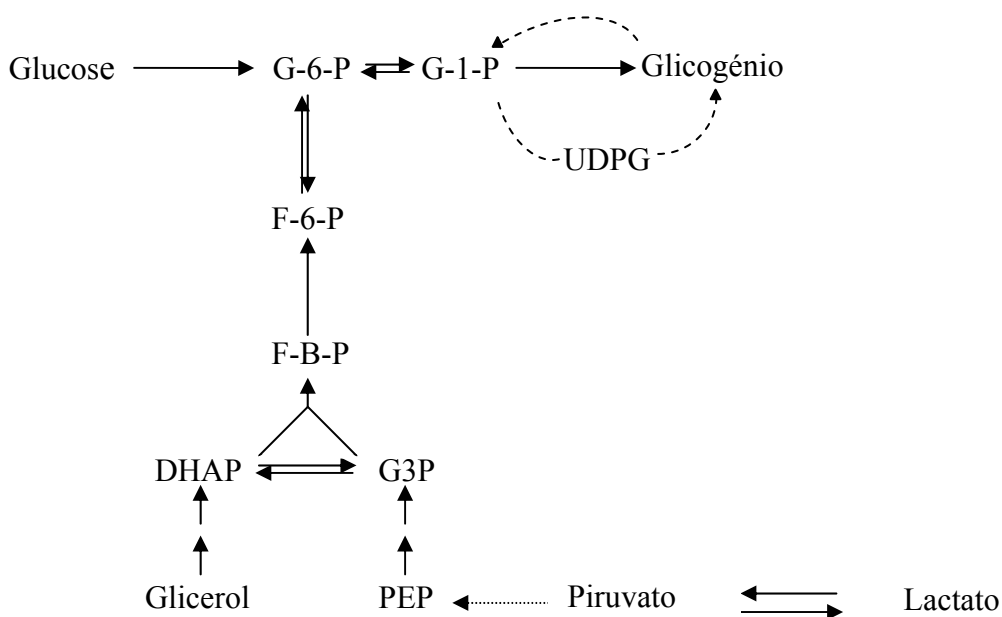 Glucose G-6-P G-1-P Glicogénio
UDPG
F-6-P
F-B-P
DHAP G3P
Glicerol PEP Piruvato Lactato